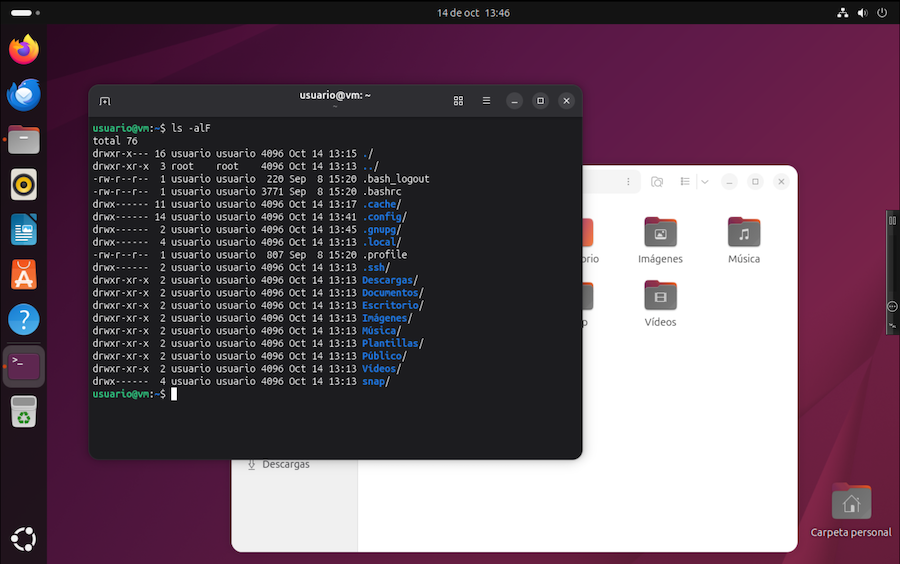 14 de oct 13:46
usuario@vm: ~
usuario@vm:~$ ls -alF
total 76
drwxr-x--- 16 usuario usuario 4096 Oct 14 13:15 ./
drwxr-xr-x 3 root root 4096 Oct 14 13:13 ../
-rw-r--r-- 1 usuario usuario 220 Sep 8 15:20 .bash_logout
-rw-r--r-- 1 usuario usuario 3771 Sep 8 15:20 .bashrc
drwx------ 11 usuario usuario 4096 Oct 14 13:17 .cache/
drwx------ 14 usuario usuario 4096 Oct 14 13:41 .config/
drwx------ 2 usuario usuario 4096 Oct 14 13:45 .gnupg/
drwx------ 4 usuario usuario 4096 Oct 14 13:13 .local/
-rw-r--r-- 1 usuario usuario 807 Sep 8 15:20 .profile
drwx------ 2 usuario usuario 4096 Oct 14 13:13 .ssh/
drwxr-xr-x 2 usuario usuario 4096 Oct 14 13:13 Descargas/
drwxr-xr-x 2 usuario usuario 4096 Oct 14 13:13 Documentos/
drwxr-xr-x 2 usuario usuario 4096 Oct 14 13:13 Escritorio/
drwxr-xr-x 2 usuario usuario 4096 Oct 14 13:13 Imágenes/
drwxr-xr-x 2 usuario usuario 4096 Oct 14 13:13 Música/
drwxr-xr-x 2 usuario usuario 4096 Oct 14 13:13 Plantillas/
drwxr-xr-x 2 usuario usuario 4096 Oct 14 13:13 Público/
drwxr-xr-x 2 usuario usuario 4096 Oct 14 13:13 Vídeos/
drwx------ 4 usuario usuario 4096 Oct 14 13:13 snap/
usuario@vm:~$
Imágenes
Música
Vídeos
Descargas
Carpeta personal